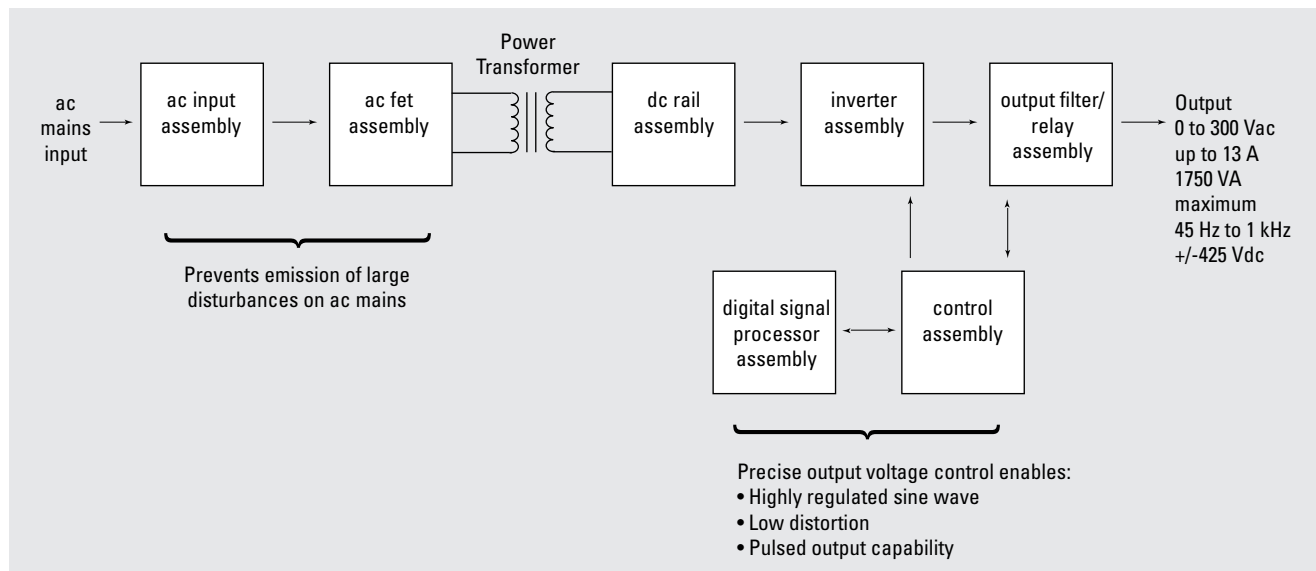 ac
mains
input
ac input
assembly
ac fet
assembly
Power
Transformer
dc rail
assembly
inverter
assembly
output filter/
relay
assembly
Output
0 to 300 Vac
up to 13 A
1750 VA
maximum
45 Hz to 1 kHz
+/-425 Vdc
Prevents emission of large
disturbances on ac mains
digital signal
processor
assembly
control
assembly
Precise output voltage control enables:
• Highly regulated sine wave
• Low distortion
• Pulsed output capability